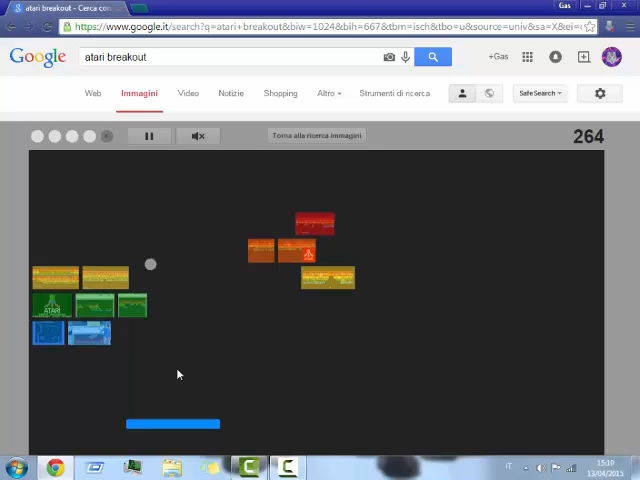 atari breakout - Cerca con ...
Gas
https://www.google.it/search?q=atari+breakout&biw=1024&bih=667&tbm=isch&tbo=u&source=univ&sa=X&ei=
Google
atari breakout
+Gas
Web Immagini Video Notizie Shopping Altro Strumenti di ricerca
SafeSearch
Torna alla ricerca immagini
264
ATARI
IT
15:10
13/04/2015